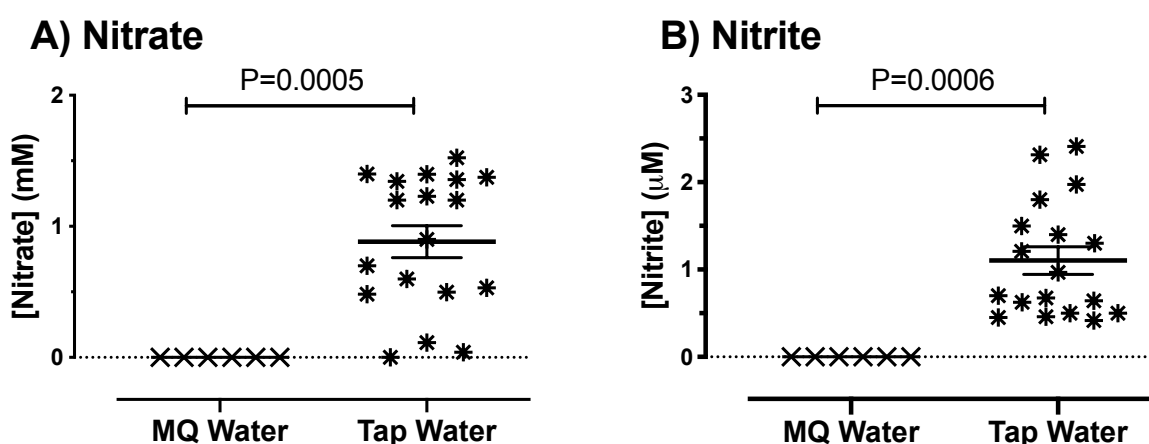 A) Nitrate
P=0.0005
[Nitrate] (mM)
2
1
0
MQ Water
Tap Water
B) Nitrite
P=0.0006
[Nitrite] (μM)
3
2
1
0
MQ Water
Tap Water